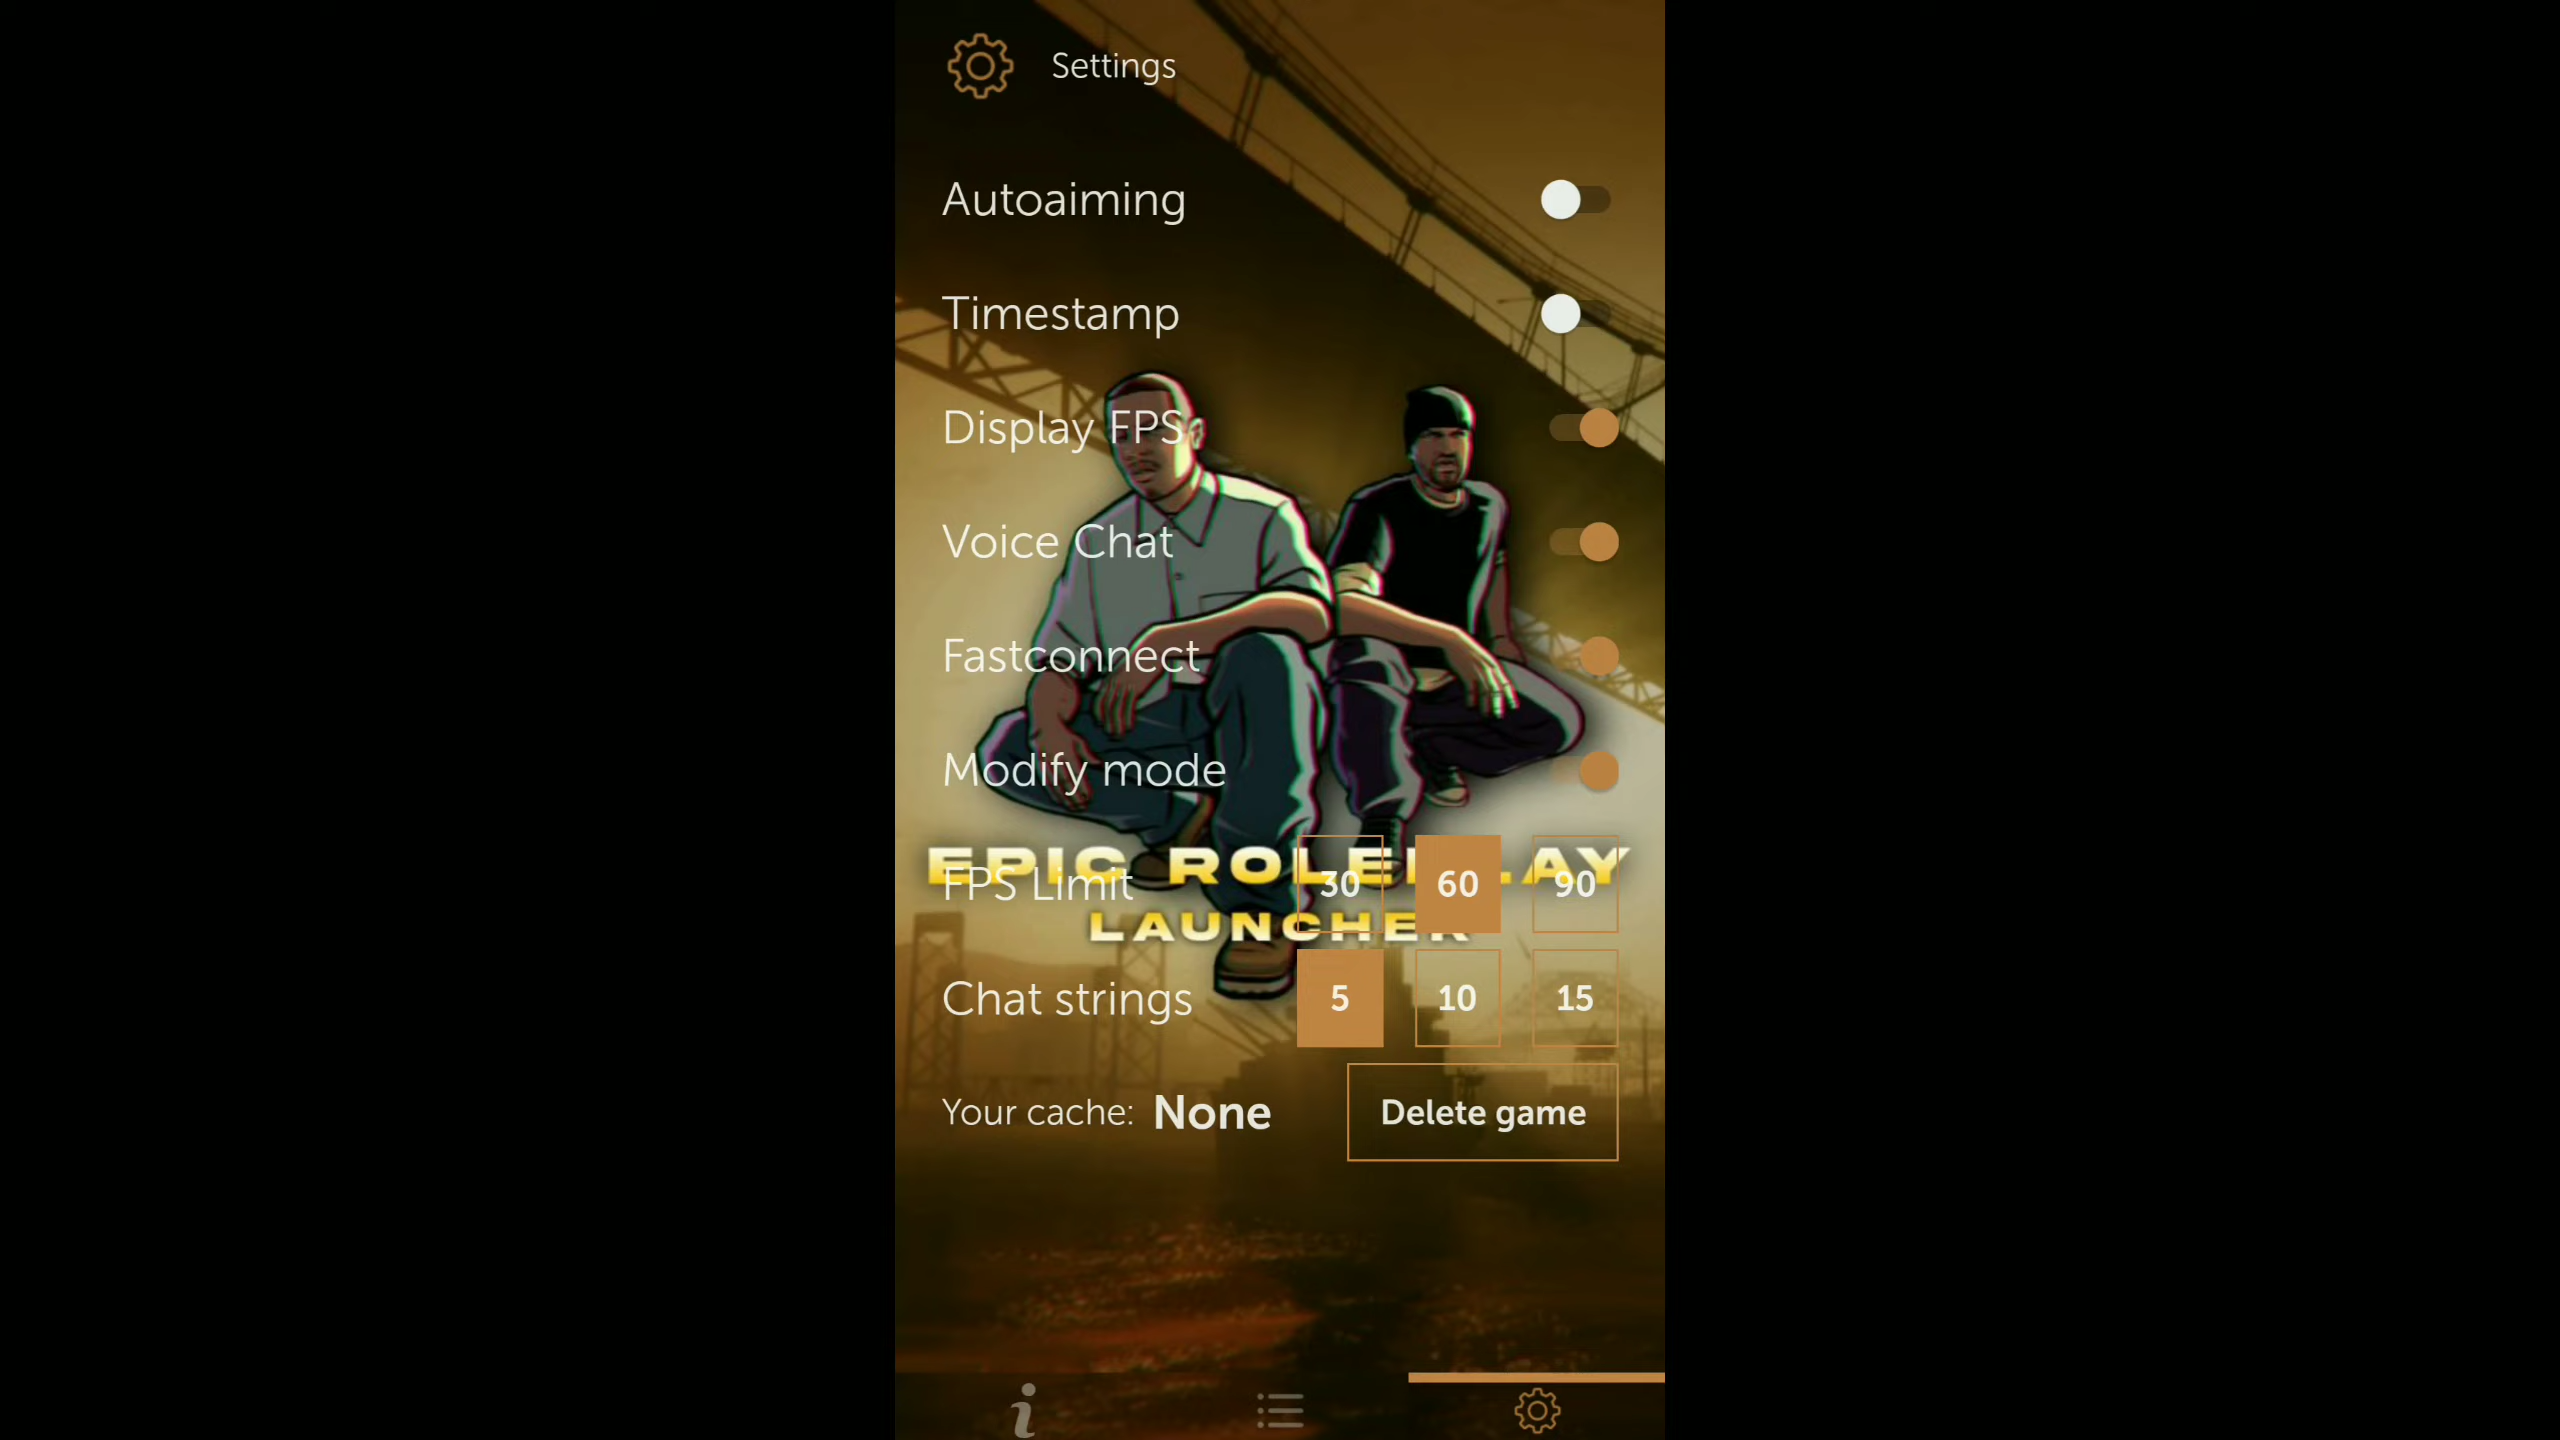 Settings
Autoaiming
Timestamp
Display FPS
Voice Chat
Fastconnect
Modify mode
EPIC ROLEPLAY
FPS Limit 30 60 90
LAUNCHER
Chat strings 5 10 15
Your cache: None Delete game